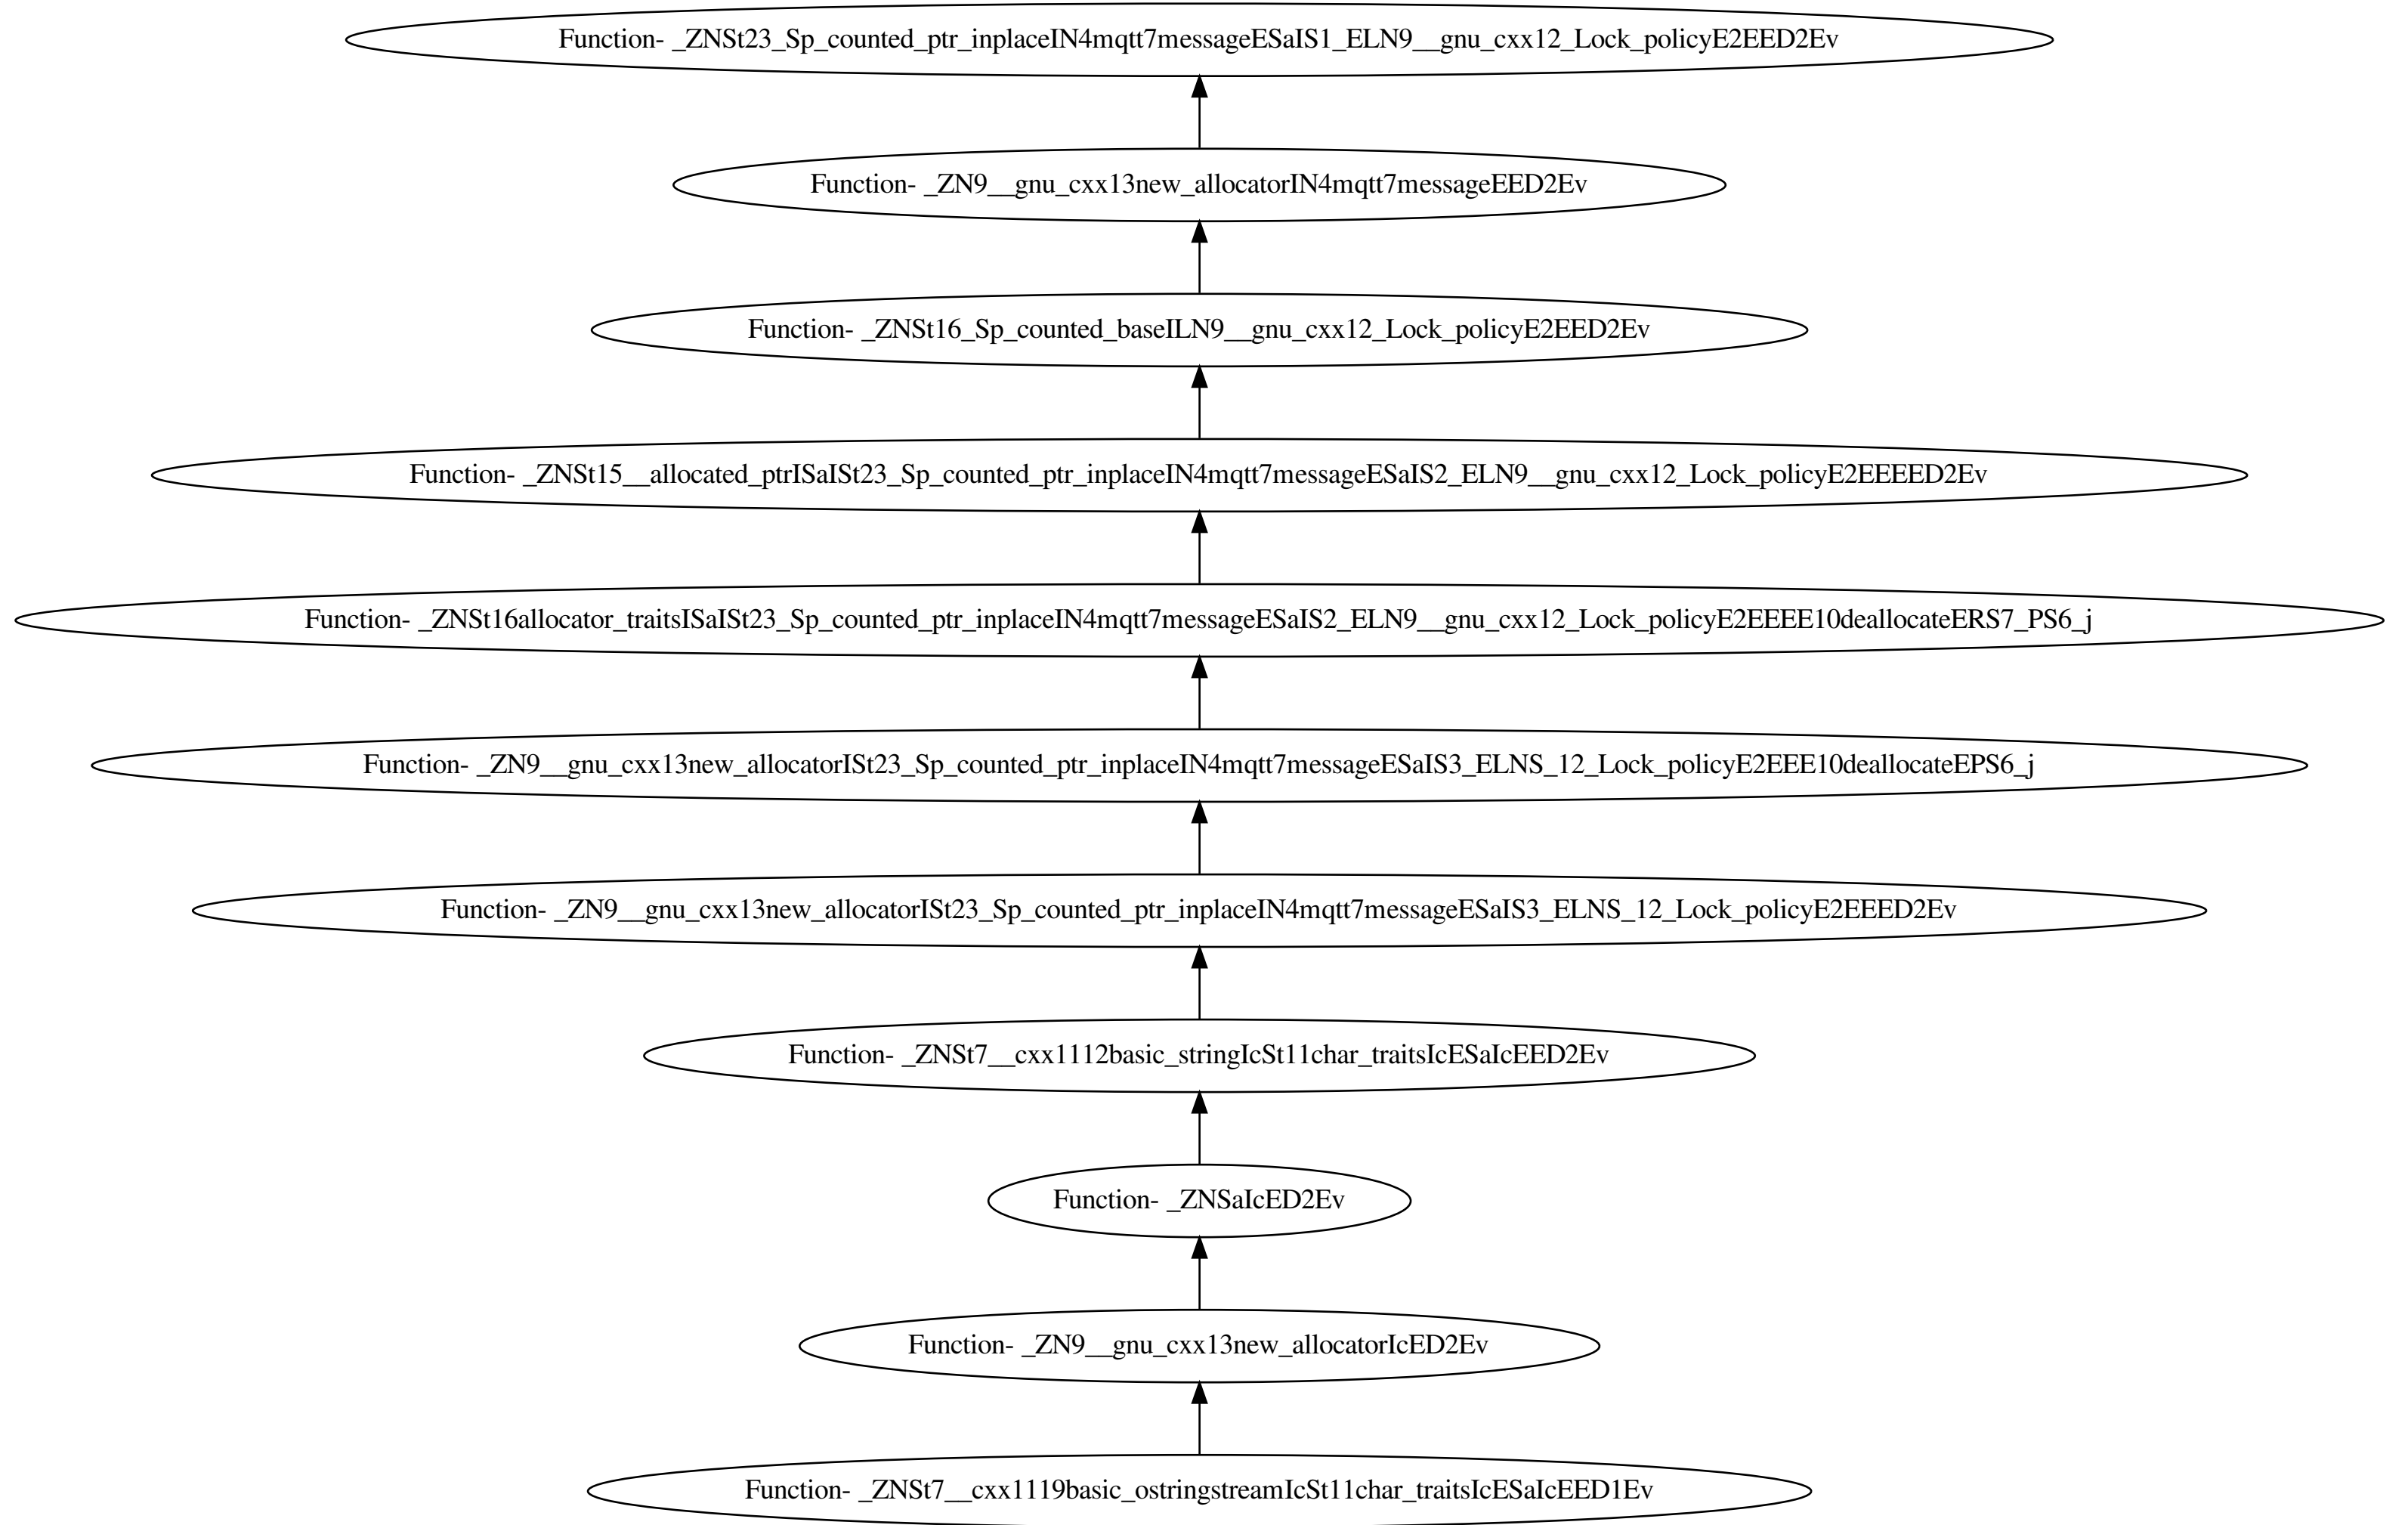 Function- _ZNSt23_Sp_counted_ptr_inplaceIN4mqtt7messageESaIS1_ELN9__gnu_cxx12_Lock_policyE2EED2Ev
Function- _ZN9__gnu_cxx13new_allocatorIN4mqtt7messageEED2Ev
Function- _ZNSt16_Sp_counted_baseILN9__gnu_cxx12_Lock_policyE2EED2Ev
Function- _ZNSt15__allocated_ptrISaISt23_Sp_counted_ptr_inplaceIN4mqtt7messageESaIS2_ELN9__gnu_cxx12_Lock_policyE2EEEED2Ev
Function- _ZNSt16allocator_traitsISaISt23_Sp_counted_ptr_inplaceIN4mqtt7messageESaIS2_ELN9__gnu_cxx12_Lock_policyE2EEEE10deallocateERS7_PS6_j
Function- _ZN9__gnu_cxx13new_allocatorISt23_Sp_counted_ptr_inplaceIN4mqtt7messageESaIS3_ELNS_12_Lock_policyE2EEE10deallocateEPS6_j
Function- _ZN9__gnu_cxx13new_allocatorISt23_Sp_counted_ptr_inplaceIN4mqtt7messageESaIS3_ELNS_12_Lock_policyE2EEED2Ev
Function- _ZNSt7__cxx1112basic_stringIcSt11char_traitsIcESaIcEED2Ev
Function- _ZNSaIcED2Ev
Function- _ZN9__gnu_cxx13new_allocatorIcED2Ev
Function- _ZNSt7__cxx1119basic_ostringstreamIcSt11char_traitsIcESaIcEED1Ev